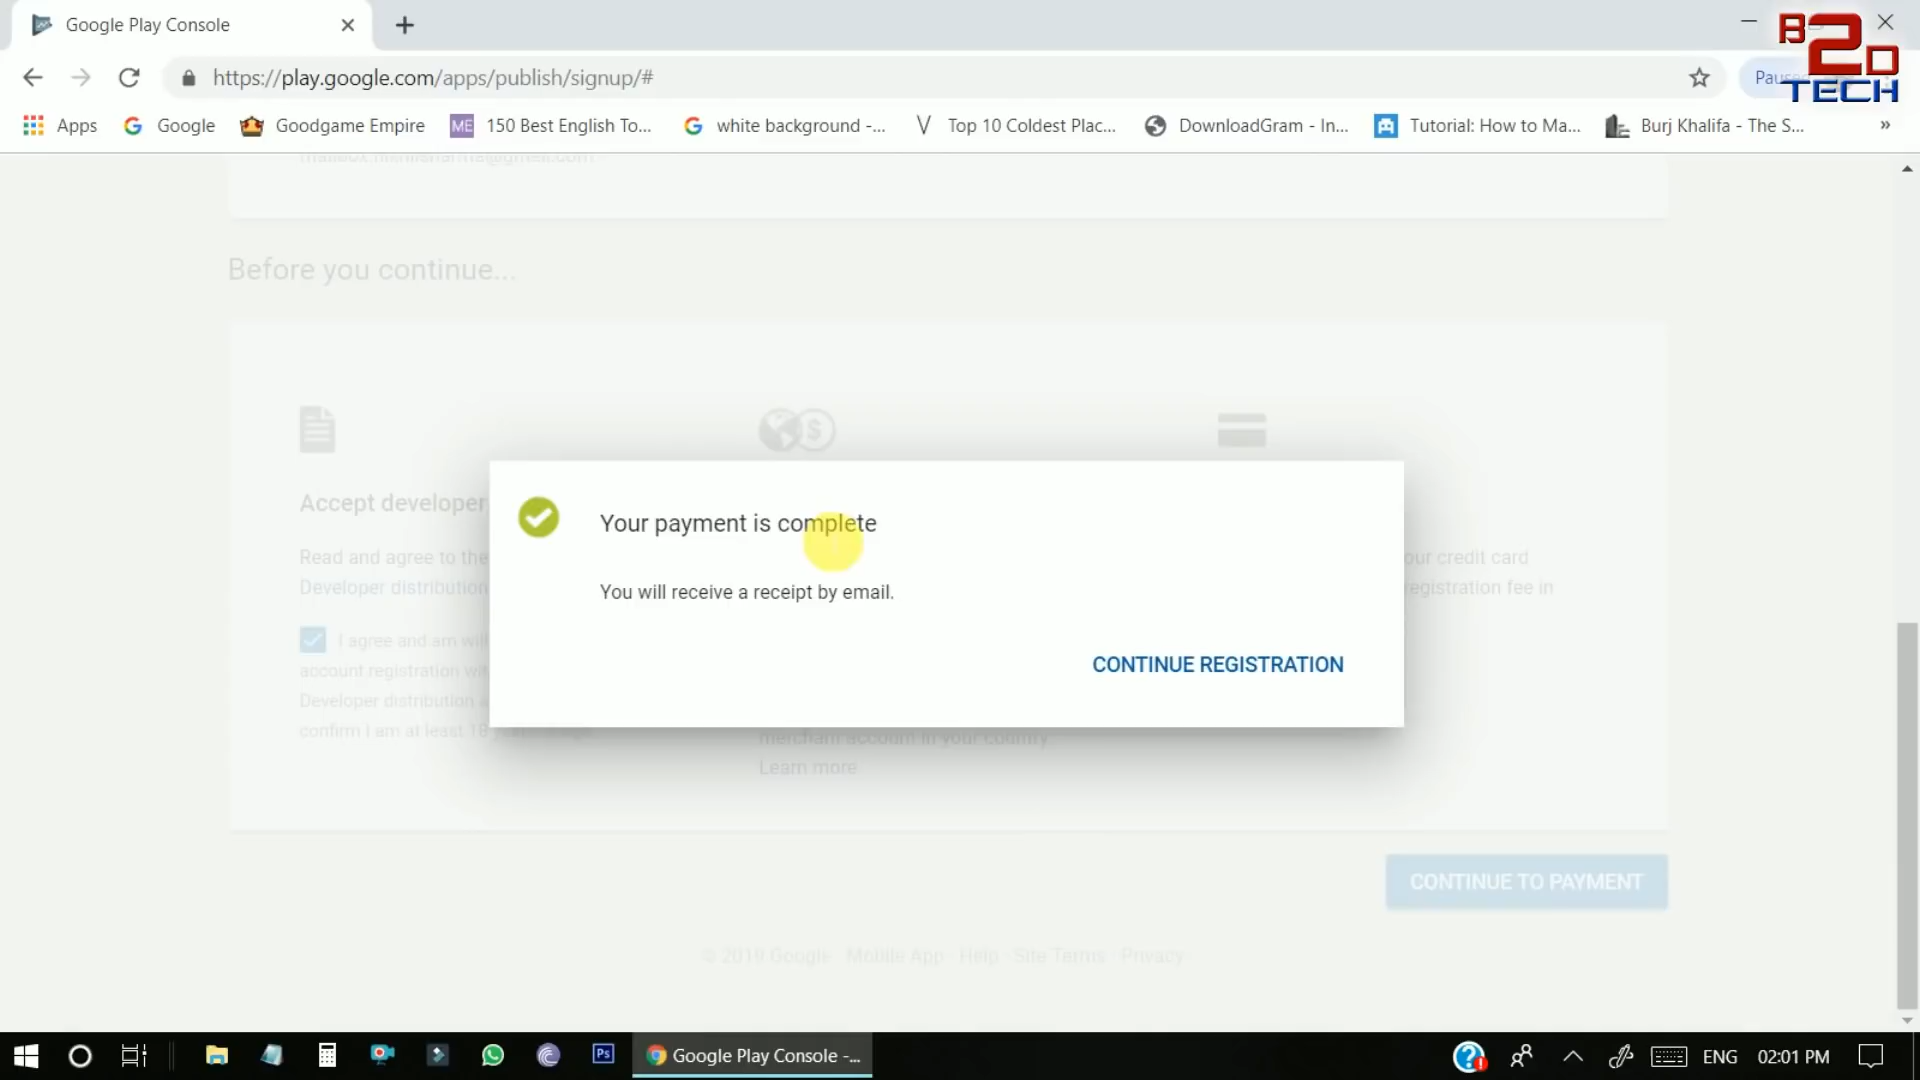 Google Play Console
B2D
TECH
https://play.google.com/apps/publish/signup/#
Apps
Google
Goodgame Empire
ME
150 Best English To...
white background -...
Top 10 Coldest Plac...
DownloadGram - In...
Tutorial: How to Ma...
Burj Khalifa - The S...
»
Before you continue...
Accept developer
Read and agree to the
Developer distribution
I agree and am will
account registration wit
Developer distribution a
confirm I am at least 18
Your payment is complete
You will receive a receipt by email.
CONTINUE REGISTRATION
our credit card
egistration fee in
merchant account in your country.
Learn more
CONTINUE TO PAYMENT
© 2019 Google · Mobile App · Help · Site Terms · Privacy
Ps
Google Play Console -...
ENG
02:01 PM